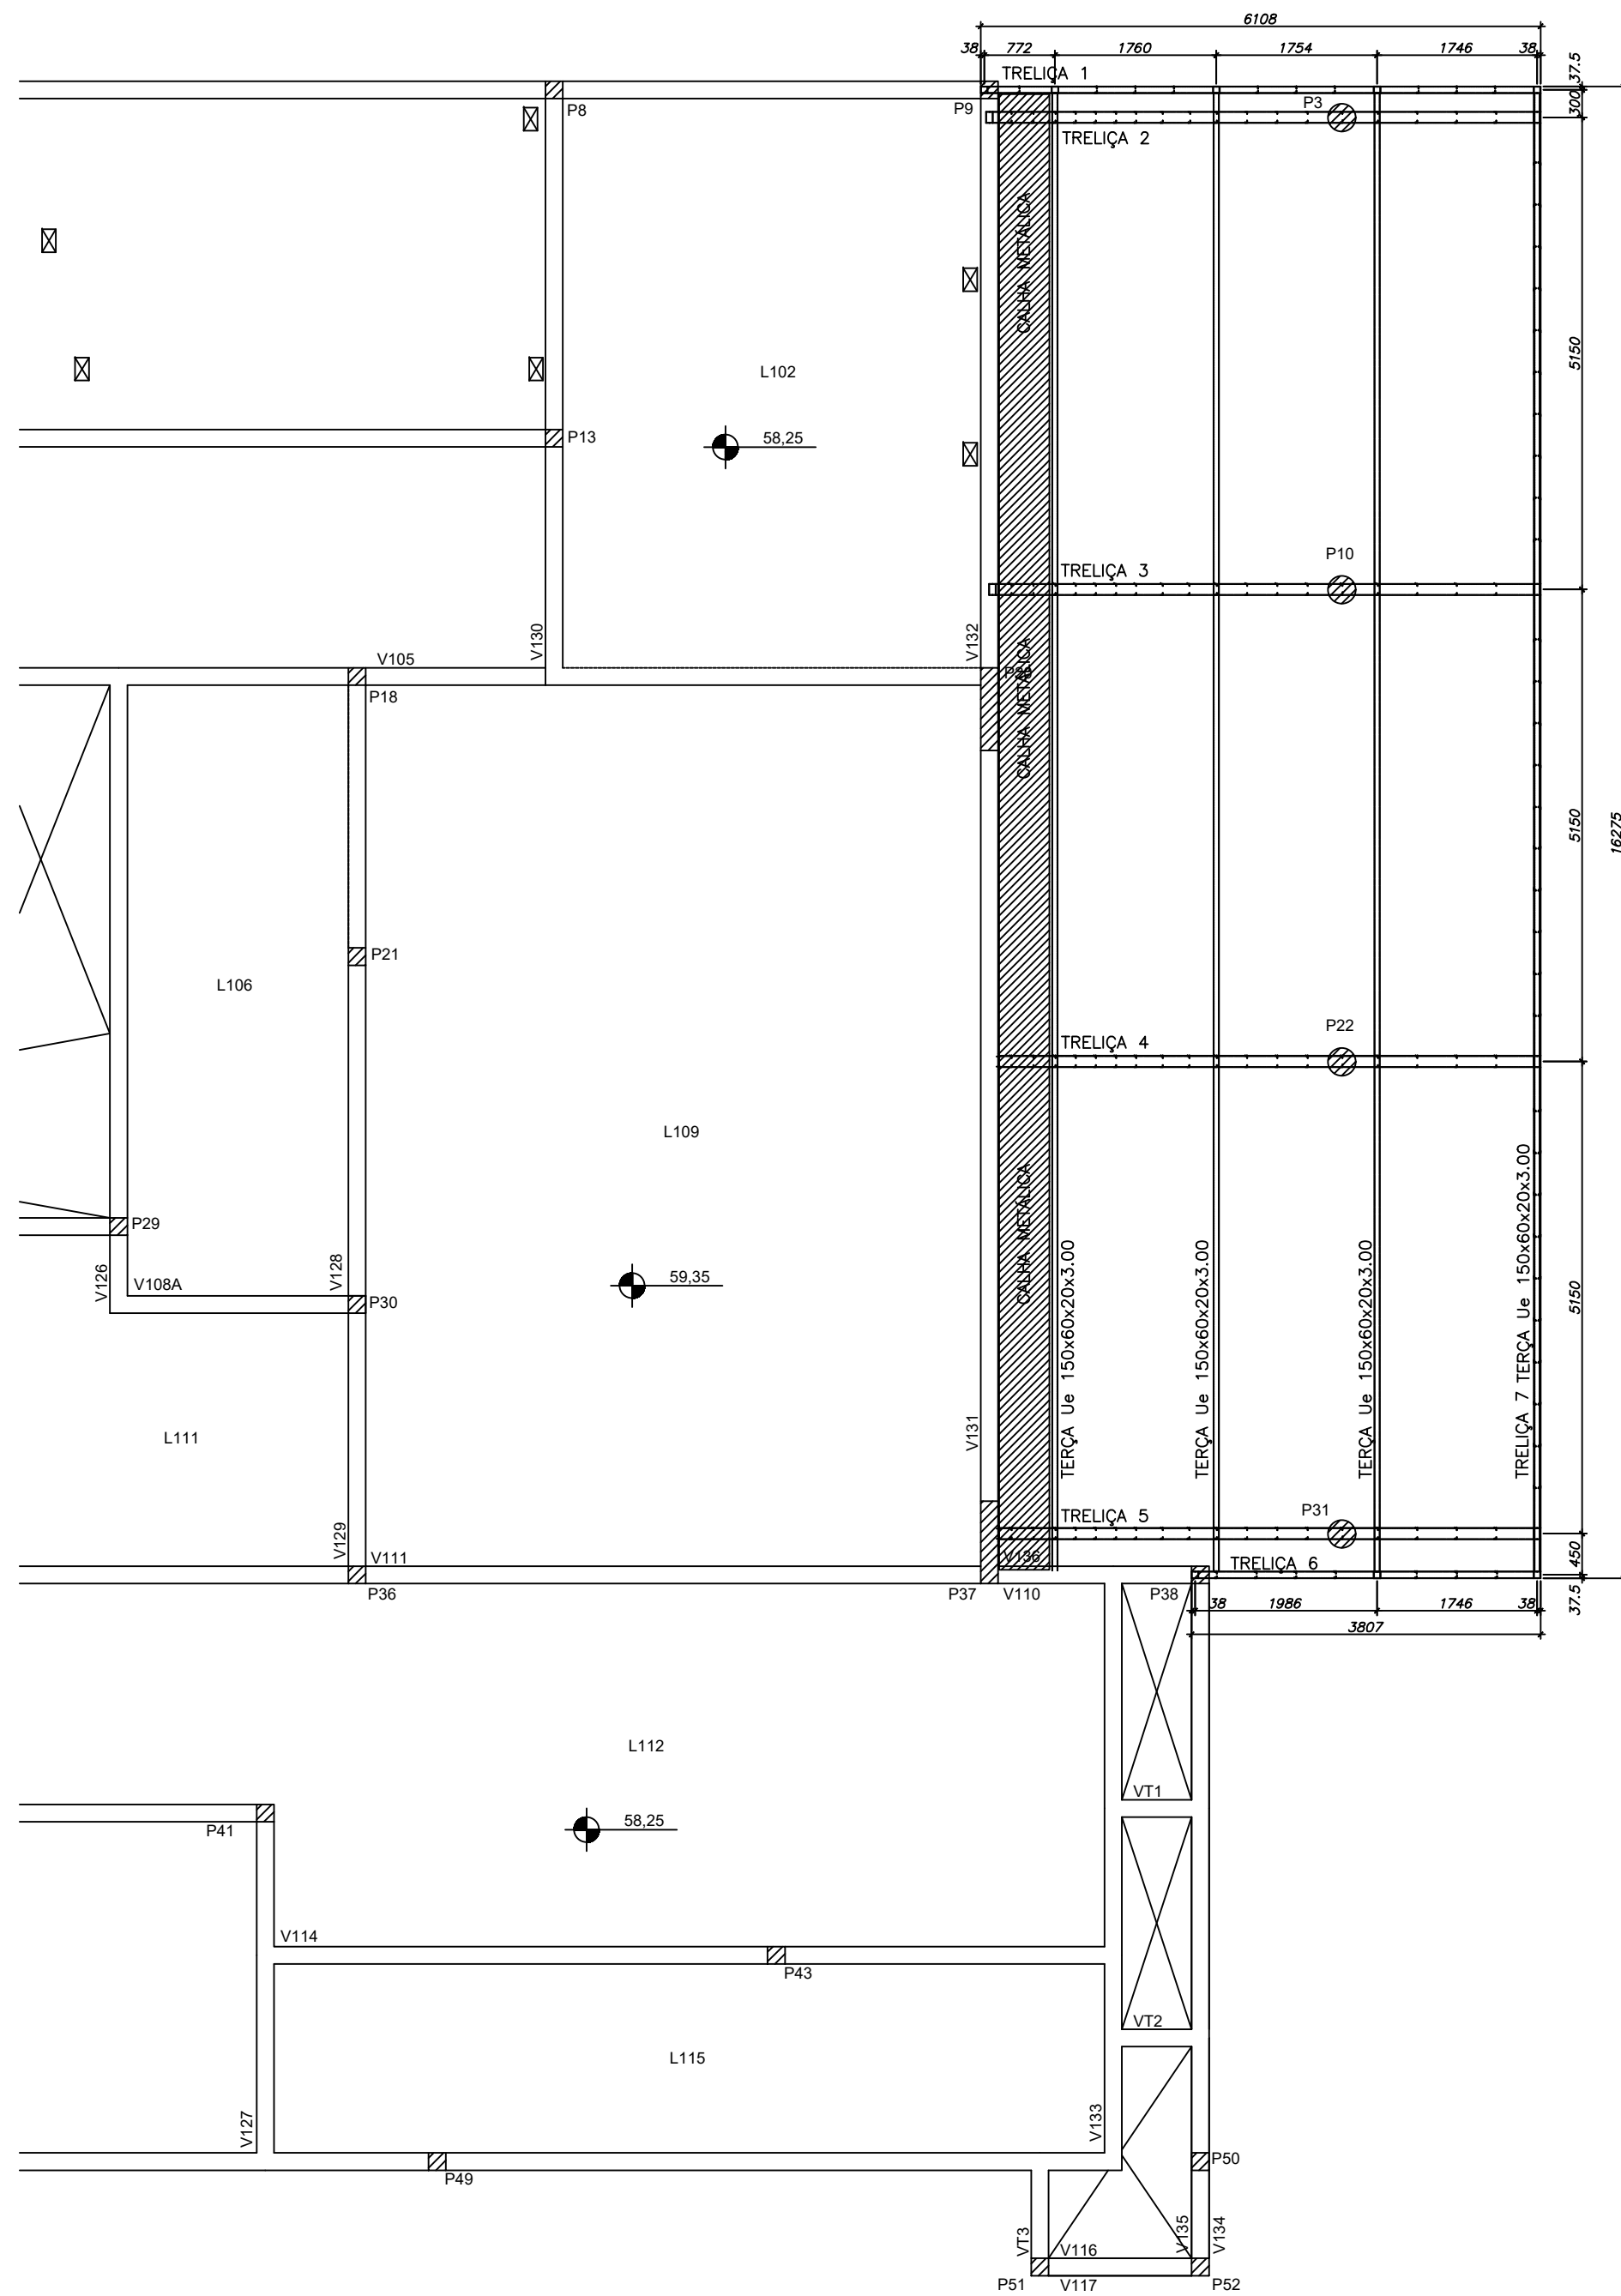 6108
38 772 1760 1754 1746 38
37.5
300
TRELIÇA 1
P8
P9
P3
TRELIÇA 2
CALHA METÁLICA
L102
5150
58,25
P13
P10
TRELIÇA 3
V130
V132
V105
P18
CALHA METÁLICA
5150
16275
P21
L106
P22
TRELIÇA 4
L109
CALHA METÁLICA
P29
V126
V108A
V128
P30
59,35
TERÇA Ue 150x60x20x3.00
TERÇA Ue 150x60x20x3.00
TERÇA Ue 150x60x20x3.00
TRELIÇA 7 TERÇA Ue 150x60x20x3.00
5150
L111
V131
P31
TRELIÇA 5
V129
V111
V136
TRELIÇA 6
450
P36
P37
V110
P38
37.5
38 1986 1746 38
3807
L112
VT1
58,25
P41
V114
P43
VT2
L115
V127
V133
P49
P50
VT3
V116
V135
V134
P51
V117
P52